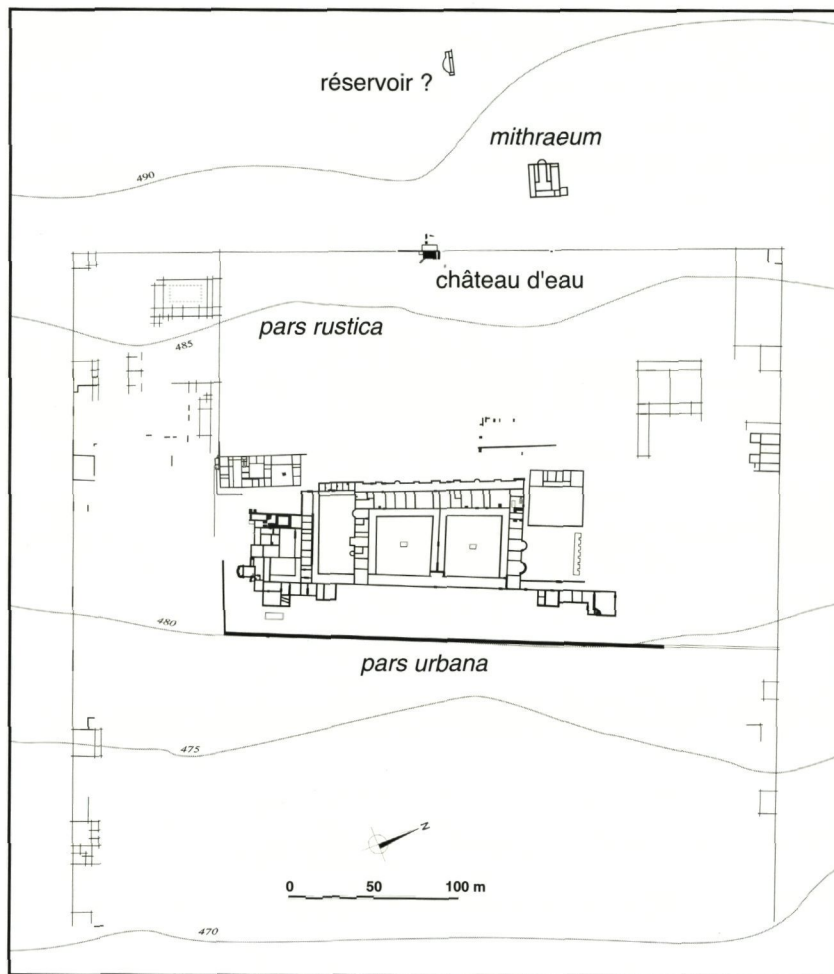 réservoir ?
mithraeum
490
château d'eau
pars rustica
485
480
pars urbana
475
N
0 50 100 m
470